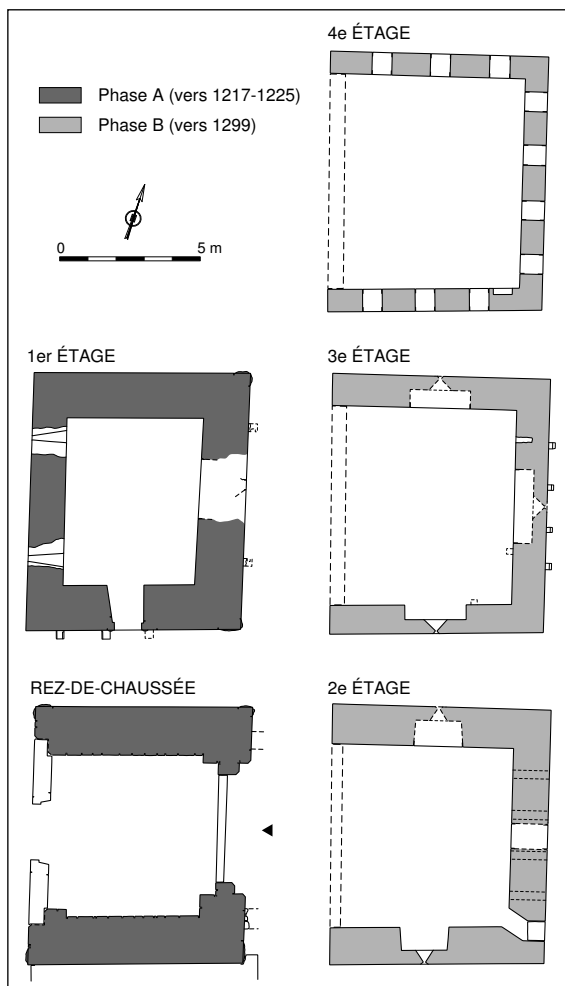 4e ÉTAGE
Phase A (vers 1217-1225)
Phase B (vers 1299)
0 5 m
1er ÉTAGE
3e ÉTAGE
REZ-DE-CHAUSSÉE
2e ÉTAGE